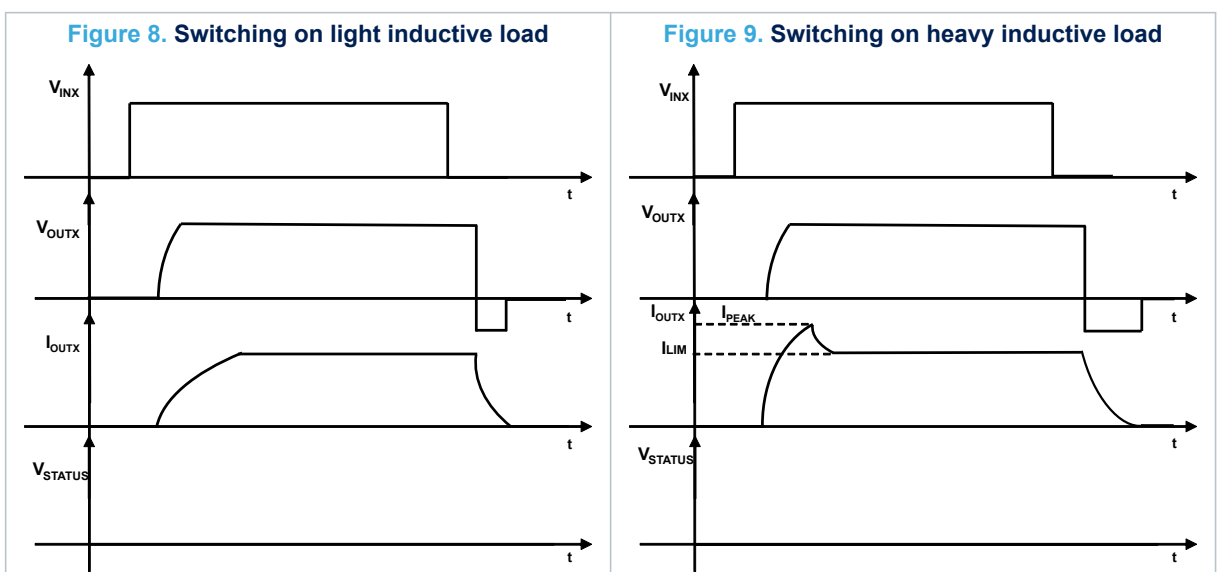 Figure 8. Switching on light inductive load
V_INX
t
V_OUTX
t
I_OUTX
t
V_STATUS
t
Figure 9. Switching on heavy inductive load
V_INX
t
V_OUTX
t
I_OUTX
I_PEAK
I_LIM
t
V_STATUS
t